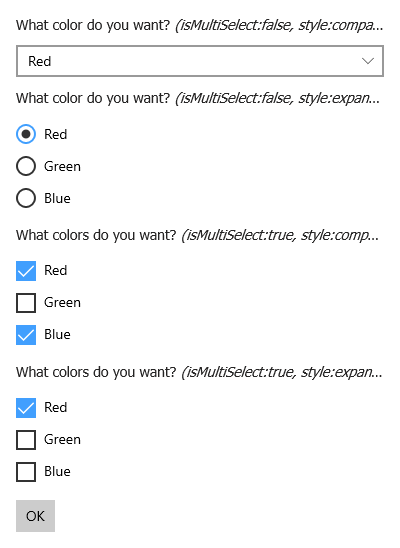 What color do you want? (isMultiSelect:false, style:compa...
Red
What color do you want? (isMultiSelect:false, style:expan...
Red
Green
Blue
What colors do you want? (isMultiSelect:true, style:comp...
Red
Green
Blue
What colors do you want? (isMultiSelect:true, style:expan...
Red
Green
Blue
OK